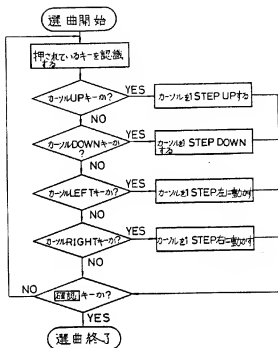 選曲開始
押されているキーを認識
する
カーソルUPキーか?
YES
カーソルを1 STEP UPする
NO
カーソルDOWNキーか
?
YES
カーソルを1 STEP DOWN
する
NO
カーソルLEFTキーか?
YES
カーソルを1 STEP左に動かす
NO
カーソルRIGHTキーか?
YES
カーソルを1 STEP右に動かす
NO
確認キーか?
NO
YES
選曲終了